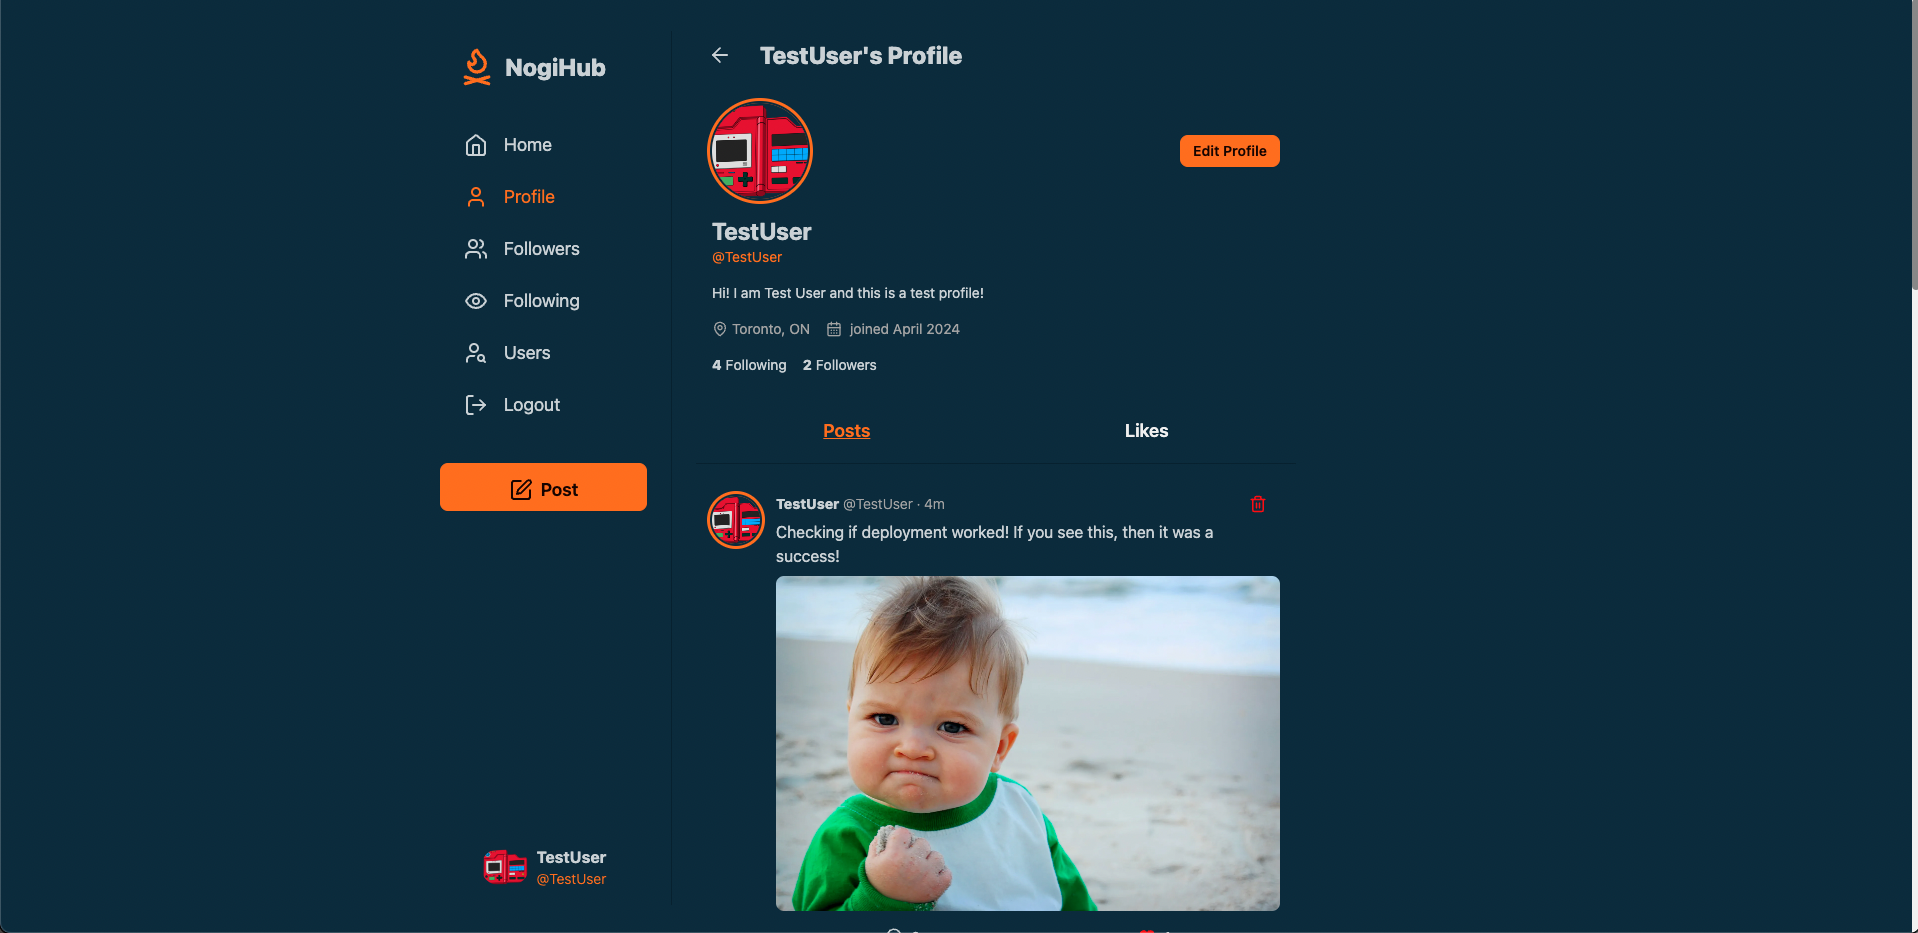 NogiHub
Home
Profile
Followers
Following
Users
Logout
Post
TestUser
@TestUser
TestUser's Profile
Edit Profile
TestUser
@TestUser
Hi! I am Test User and this is a test profile!
Toronto, ON joined April 2024
4 Following 2 Followers
Posts Likes
TestUser @TestUser · 4m
Checking if deployment worked! If you see this, then it was a
success!